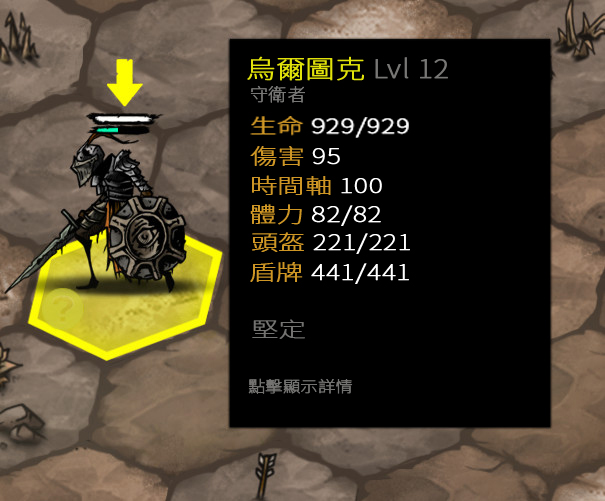 烏爾圖克 Lvl 12
守衛者
生命 929/929
傷害 95
時間軸 100
體力 82/82
頭盔 221/221
盾牌 441/441
堅定
點擊顯示詳情
?